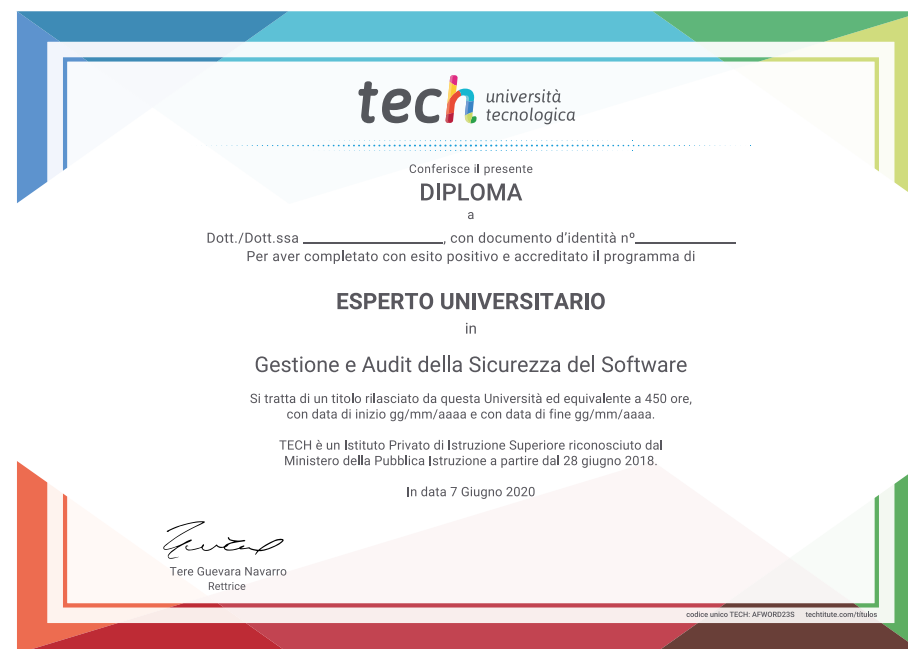 tech università
tecnologica
Conferisce il presente
DIPLOMA
a
Dott./Dott.ssa ____________________, con documento d'identità nº______________
Per aver completato con esito positivo e accreditato il programma di
ESPERTO UNIVERSITARIO
in
Gestione e Audit della Sicurezza del Software
Si tratta di un titolo rilasciato da questa Università ed equivalente a 450 ore,
con data di inizio gg/mm/aaaa e con data di fine gg/mm/aaaa.
TECH è un Istituto Privato di Istruzione Superiore riconosciuto dal
Ministero della Pubblica Istruzione a partire dal 28 giugno 2018.
In data 7 Giugno 2020
Tere Guevara Navarro
Rettrice
codice unico TECH: AFWORD23S techtitute.com/titulos